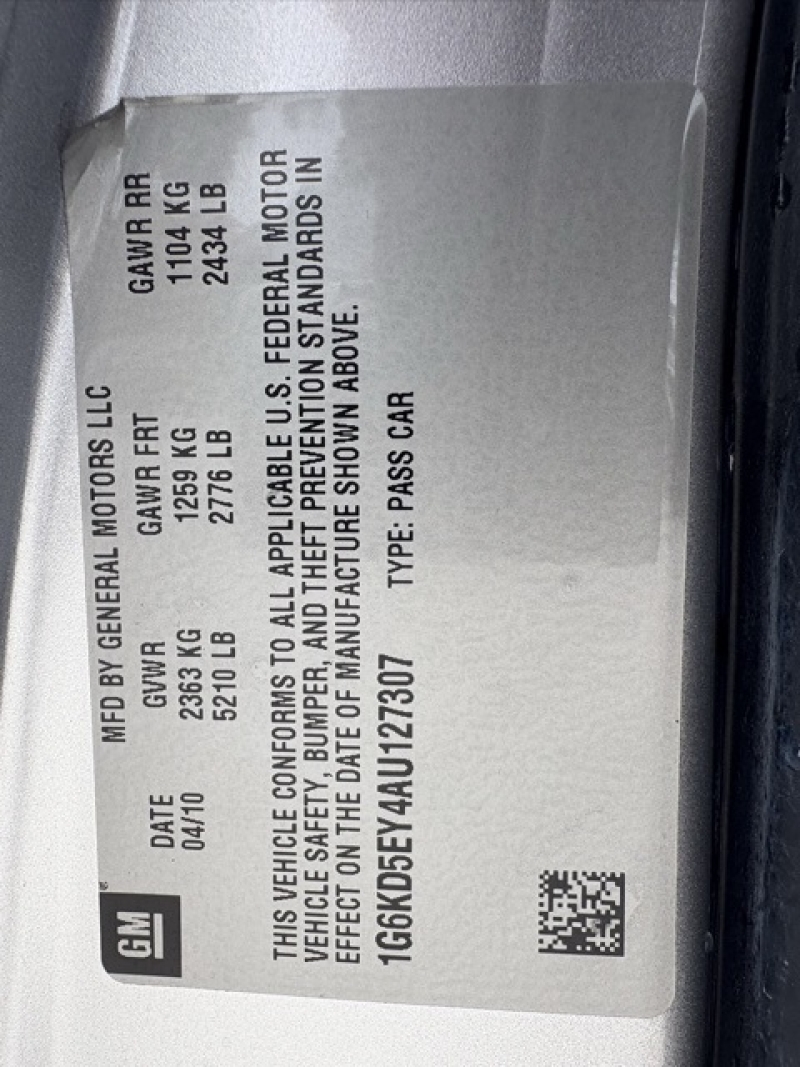 GM
MFD BY GENERAL MOTORS LLC
DATE GVWR GAWR FRT GAWR RR
04/10 2363 KG 1259 KG 1104 KG
5210 LB 2776 LB 2434 LB
THIS VEHICLE CONFORMS TO ALL APPLICABLE U.S. FEDERAL MOTOR
VEHICLE SAFETY, BUMPER, AND THEFT PREVENTION STANDARDS IN
EFFECT ON THE DATE OF MANUFACTURE SHOWN ABOVE.
1G6KD5EY4AU127307 TYPE: PASS CAR